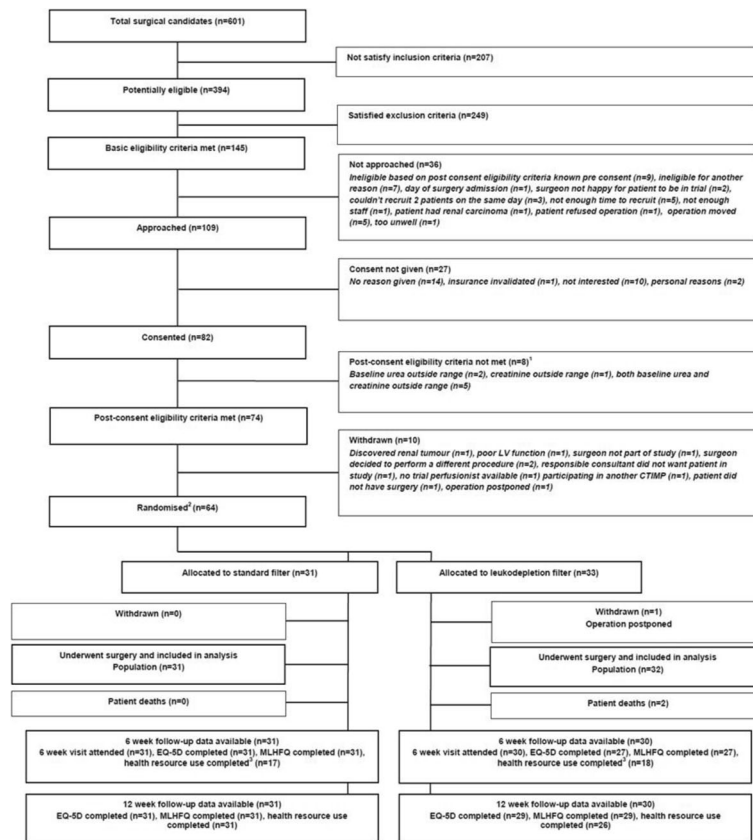 Total surgical candidates (n=601)
Not satisfy inclusion criteria (n=207)
Potentially eligible (n=394)
Satisfied exclusion criteria (n=249)
Basic eligibility criteria met (n=145)
Not approached (n=36)
Ineligible based on post consent eligibility criteria known pre consent (n=9), ineligible for another
reason (n=7), day of surgery admission (n=1), surgeon not happy for patient to be in trial (n=2),
couldn't recruit 2 patients on the same day (n=3), not enough time to recruit (n=5), not enough
staff (n=1), patient had renal carcinoma (n=1), patient refused operation (n=1), operation moved
(n=5), too unwell (n=1)
Approached (n=109)
Consent not given (n=27)
No reason given (n=14), insurance invalidated (n=1), not interested (n=10), personal reasons (n=2)
Consented (n=82)
Post-consent eligibility criteria not met (n=8)¹
Baseline urea outside range (n=2), creatinine outside range (n=1), both baseline urea and
creatinine outside range (n=5)
Post-consent eligibility criteria met (n=74)
Withdrawn (n=10)
Discovered renal tumour (n=1), poor LV function (n=1), surgeon not part of study (n=1), surgeon
decided to perform a different procedure (n=2), responsible consultant did not want patient in
study (n=1), no trial perfusionist available (n=1) participating in another CTIMP (n=1), patient did
not have surgery (n=1), operation postponed (n=1)
Randomised² (n=64)
Allocated to standard filter (n=31)
Allocated to leukodepletion filter (n=33)
Withdrawn (n=0)
Withdrawn (n=1)
Operation postponed
Underwent surgery and included in analysis
Population (n=31)
Underwent surgery and included in analysis
Population (n=32)
Patient deaths (n=0)
Patient deaths (n=2)
6 week follow-up data available (n=31)
6 week visit attended (n=31), EQ-5D completed (n=31), MLHFQ completed (n=31),
health resource use completed³ (n=17)
6 week follow-up data available (n=30)
6 week visit attended (n=30), EQ-5D completed (n=27), MLHFQ completed (n=27),
health resource use completed³ (n=18)
12 week follow-up data available (n=31)
EQ-5D completed (n=31), MLHFQ completed (n=31), health resource use
completed (n=31)
12 week follow-up data available (n=30)
EQ-5D completed (n=29), MLHFQ completed (n=29), health resource use
completed (n=26)